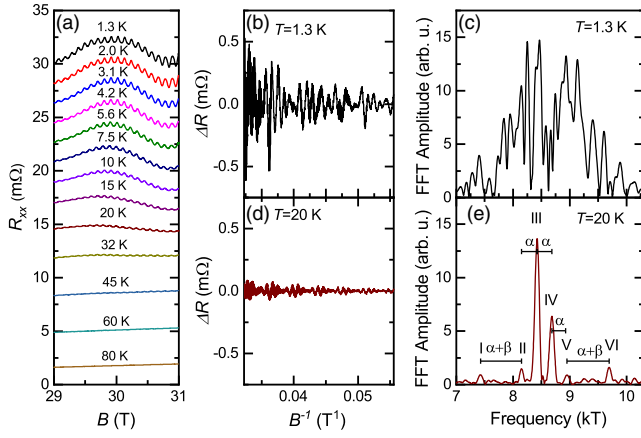 (a)
35
30
25
20
15
10
5
0
R_xx (mΩ)
1.3 K
2.0 K
3.1 K
4.2 K
5.6 K
7.5 K
10 K
15 K
20 K
32 K
45 K
60 K
80 K
29 30 31
B (T)
(b) T=1.3 K
0.5
0.0
-0.5
ΔR (mΩ)
(d) T=20 K
0.5
0.0
-0.5
ΔR (mΩ)
0.04 0.05
B⁻¹ (T¹)
(c) T=1.3 K
15
10
5
0
FFT Amplitude (arb. u.)
(e) III T=20 K
15
10
5
0
FFT Amplitude (arb. u.)
α α
IV
α
I α+β II V α+β VI
7 8 9 10
Frequency (kT)